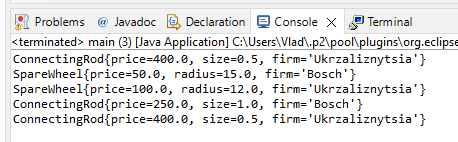 Problems @ Javadoc Declaration Console Terminal
<terminated> main (3) [Java Application] C:\Users\Vlad\.p2\pool\plugins\org.eclipse
ConnectingRod{price=400.0, size=0.5, firm='Ukrzaliznytsia'}
SpareWheel{price=50.0, radius=15.0, firm='Bosch'}
SpareWheel{price=100.0, radius=12.0, firm='Ukrzaliznytsia'}
ConnectingRod{price=250.0, size=1.0, firm='Bosch'}
ConnectingRod{price=400.0, size=0.5, firm='Ukrzaliznytsia'}